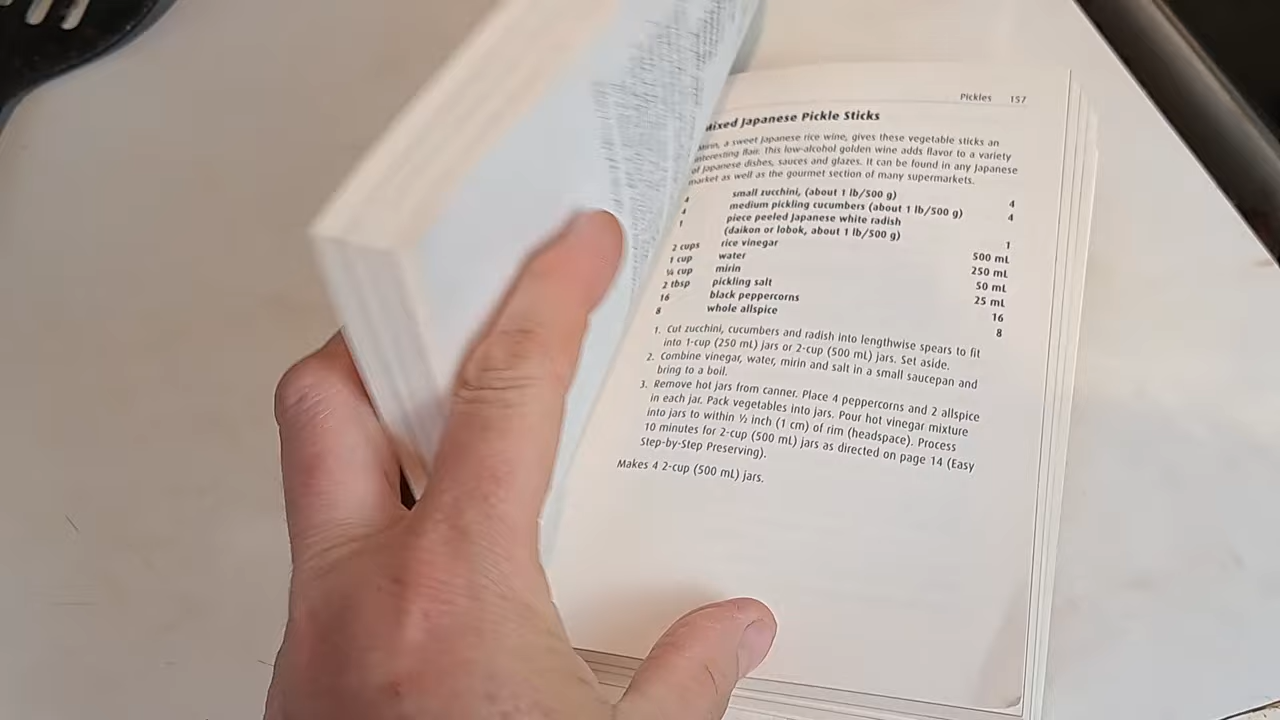 Pickles 157
Mixed Japanese Pickle Sticks
Mirin, a sweet Japanese rice wine, gives these vegetable sticks an
interesting flair. This low-alcohol golden wine adds flavor to a variety
of Japanese dishes, sauces and glazes. It can be found in any Japanese
market as well as the gourmet section of many supermarkets.
4 small zucchini, (about 1 lb/500 g) 4
4 medium pickling cucumbers (about 1 lb/500 g) 4
1 piece peeled Japanese white radish
(daikon or lobok, about 1 lb/500 g) 1
2 cups rice vinegar 500 mL
1 cup water 250 mL
¼ cup mirin 50 mL
2 tbsp pickling salt 25 mL
16 black peppercorns 16
8 whole allspice 8
1. Cut zucchini, cucumbers and radish into lengthwise spears to fit
into 1-cup (250 mL) jars or 2-cup (500 mL) jars. Set aside.
2. Combine vinegar, water, mirin and salt in a small saucepan and
bring to a boil.
3. Remove hot jars from canner. Place 4 peppercorns and 2 allspice
in each jar. Pack vegetables into jars. Pour hot vinegar mixture
into jars to within ½ inch (1 cm) of rim (headspace). Process
10 minutes for 2-cup (500 mL) jars as directed on page 14 (Easy
Step-by-Step Preserving).
Makes 4 2-cup (500 mL) jars.